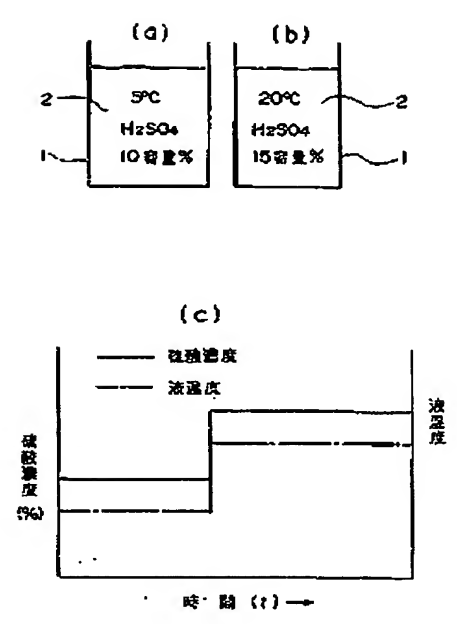 (a)
(b)
5℃
20℃
2
2
H₂SO₄
H₂SO₄
1
10容量%
15容量%
1
(c)
硫酸濃度
液温度
硫酸濃度(%)
液温度
時間 (t)